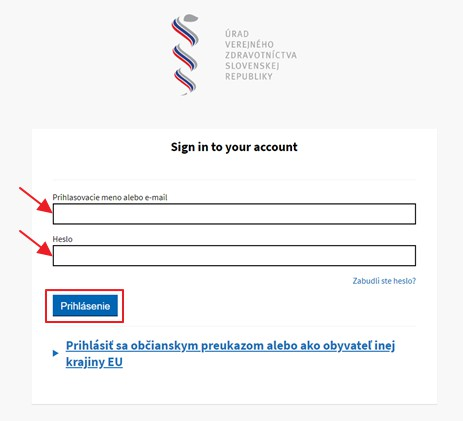 ÚRAD
VEREJNÉHO
ZDRAVOTNÍCTVA
SLOVENSKEJ
REPUBLIKY
Sign in to your account
Prihlasovacie meno alebo e-mail
Heslo
Zabudli ste heslo?
Prihlásenie
Prihlásiť sa občianskym preukazom alebo ako obyvateľ inej
krajiny EU